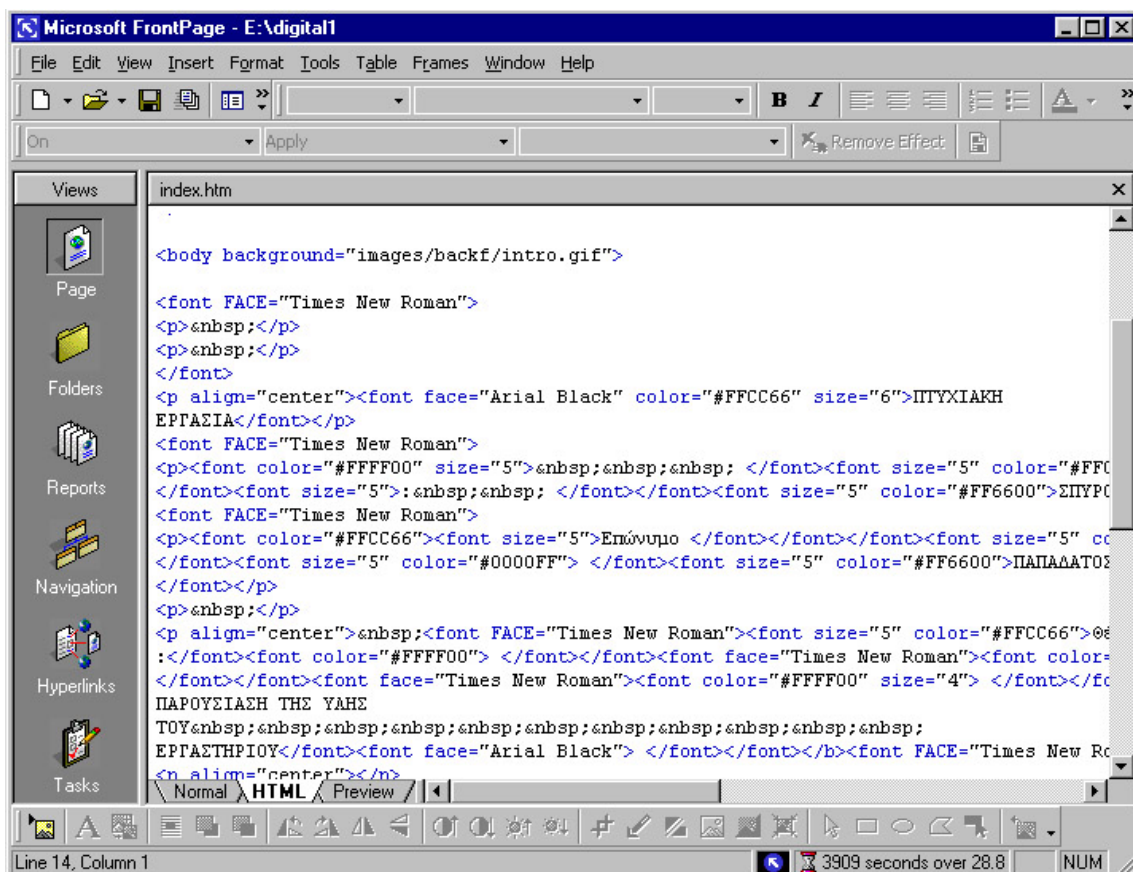 Microsoft FrontPage - E:\digital1
File Edit View Insert Format Tools Table Frames Window Help
B I A
On Apply Remove Effect
Views
index.htm
Page
Folders
Reports
Navigation
Hyperlinks
Tasks
<body background="images/backf/intro.gif">
<font FACE="Times New Roman">
<p>&nbsp;</p>
<p>&nbsp;</p>
</font>
<p align="center"><font face="Arial Black" color="#FFCC66" size="6">ΠΤΥΧΙΑΚΗ
ΕΡΓΑΣΙΑ</font></p>
<font FACE="Times New Roman">
<p><font color="#FFFF00" size="5">&nbsp;&nbsp;&nbsp; </font><font size="5" color="#FF
</font><font size="5">:&nbsp;&nbsp; </font></font><font size="5" color="#FF6600">ΣΠΥΡ
<font FACE="Times New Roman">
<p><font color="#FFCC66"><font size="5">Επώνυμο </font></font></font><font size="5" co
</font><font size="5" color="#0000FF"> </font><font size="5" color="#FF6600">ΠΑΠΑΔΑΤΟΣ
</font></p>
<p>&nbsp;</p>
<p align="center">&nbsp;<font FACE="Times New Roman"><font size="5" color="#FFCC66">Θέ
:</font><font color="#FFFF00"> </font></font><font face="Times New Roman"><font color=
</font></font><font face="Times New Roman"><font color="#FFFF00" size="4"> </font></fo
ΠΑΡΟΥΣΙΑΣΗ ΤΗΣ ΥΛΗΣ
ΤΟΥ&nbsp;&nbsp;&nbsp;&nbsp;&nbsp;&nbsp;&nbsp;&nbsp;&nbsp;&nbsp;
ΕΡΓΑΣΤΗΡΙΟΥ</font><font face="Arial Black"> </font></font></b><font FACE="Times New Ro
<p align="center"></p>
Normal HTML Preview
Line 14, Column 1
3909 seconds over 28.8 NUM